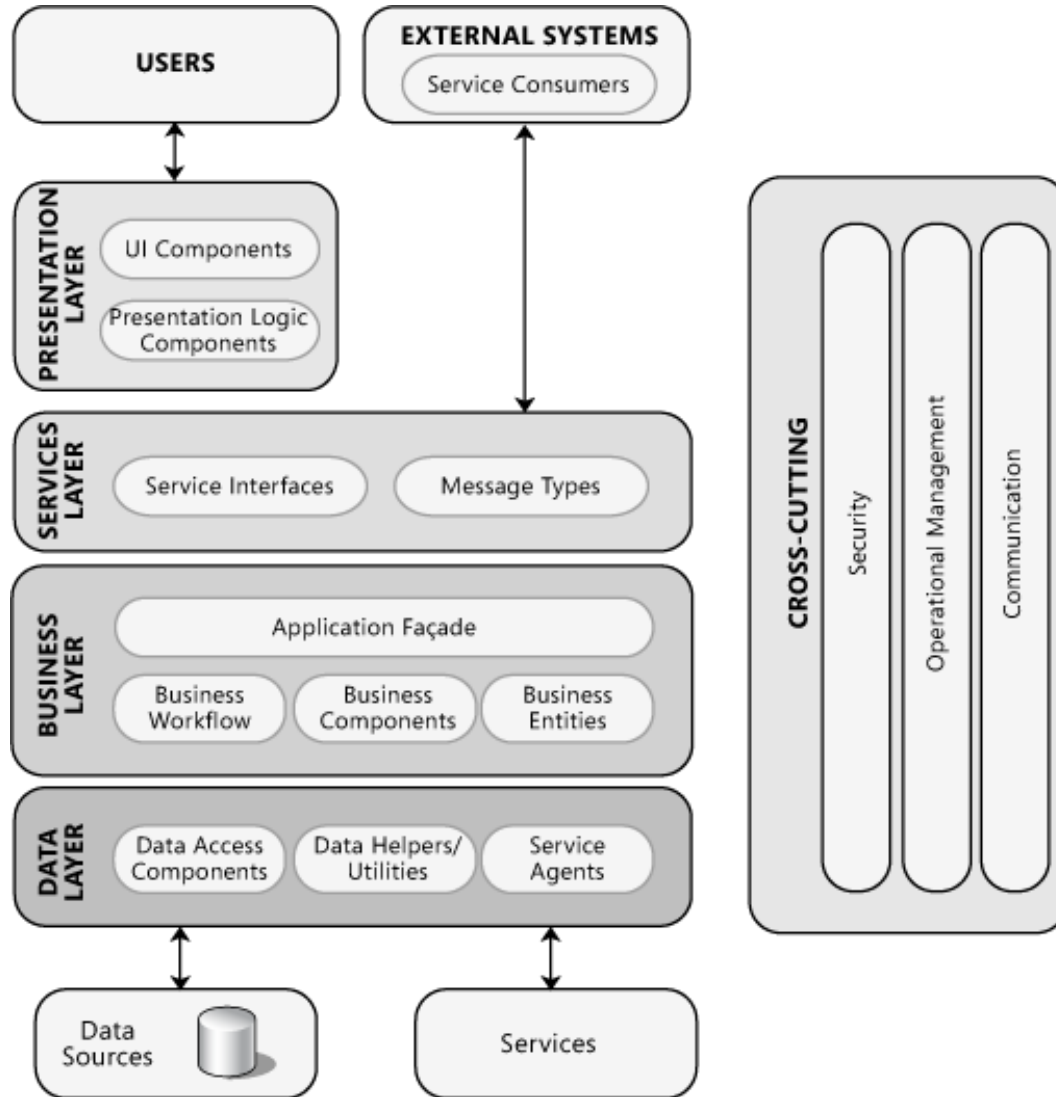 USERS
EXTERNAL SYSTEMS
Service Consumers
PRESENTATION
LAYER
UI Components
Presentation Logic
Components
SERVICES
LAYER
Service Interfaces
Message Types
BUSINESS
LAYER
Application Façade
Business
Workflow
Business
Components
Business
Entities
DATA
LAYER
Data Access
Components
Data Helpers/
Utilities
Service
Agents
Data
Sources
Services
CROSS-CUTTING
Security
Operational Management
Communication